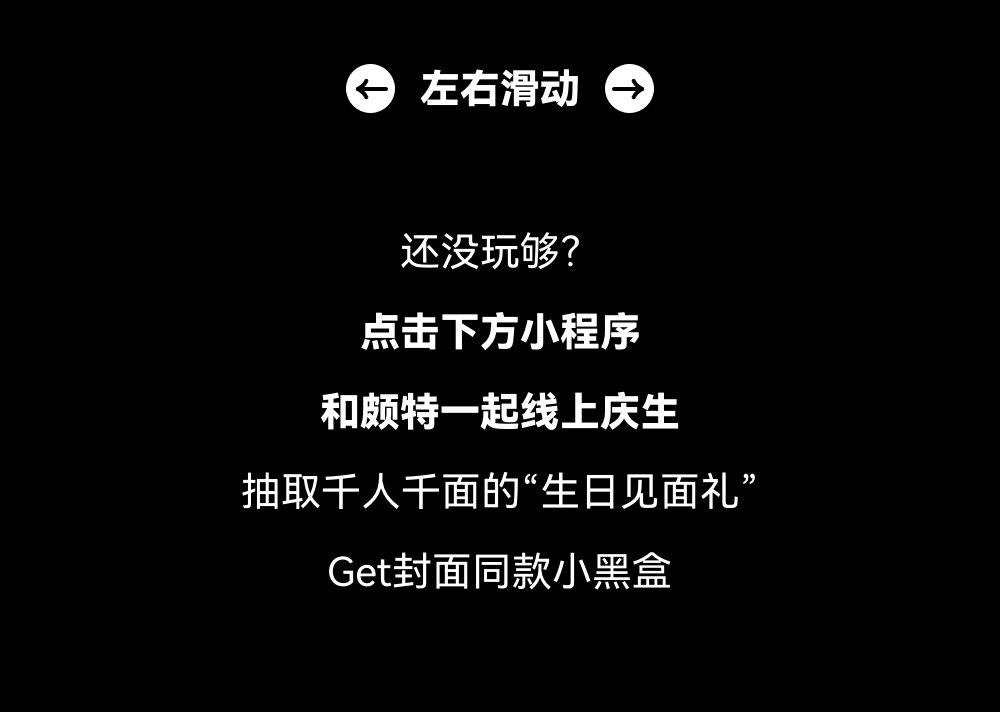 ← 左右滑动 →
还没玩够？
点击下方小程序
和颇特一起线上庆生
抽取千人千面的“生日见面礼”
Get封面同款小黑盒